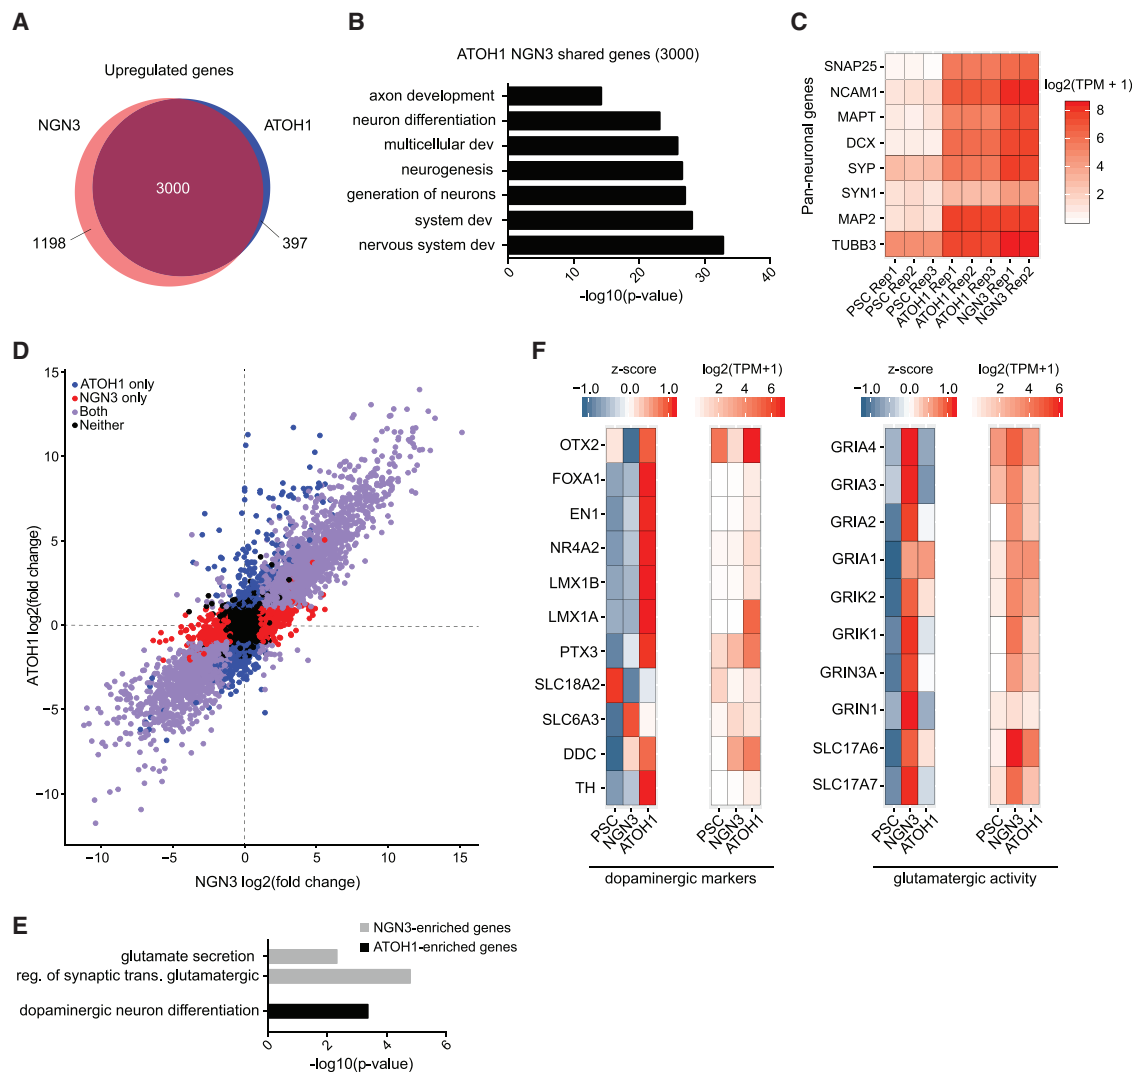 A
Upregulated genes
NGN3
ATOH1
3000
1198
397
B
ATOH1 NGN3 shared genes (3000)
axon development
neuron differentiation
multicellular dev
neurogenesis
generation of neurons
system dev
nervous system dev
0 10 20 30 40
-log10(p-value)
C
Pan-neuronal genes
SNAP25
NCAM1
MAPT
DCX
SYP
SYN1
MAP2
TUBB3
PSC Rep1
PSC Rep2
PSC Rep3
ATOH1 Rep1
ATOH1 Rep2
ATOH1 Rep3
NGN3 Rep1
NGN3 Rep2
log2(TPM + 1)
8
6
4
2
D
ATOH1 only
NGN3 only
Both
Neither
ATOH1 log2(fold change)
15
10
5
0
−5
−10
−10 −5 0 5 10 15
NGN3 log2(fold change)
E
NGN3-enriched genes
ATOH1-enriched genes
glutamate secretion
reg. of synaptic trans. glutamatergic
dopaminergic neuron differentiation
0 2 4 6
-log10(p-value)
F
z-score
−1.0 0.0 1.0
log2(TPM+1)
2 4 6
OTX2
FOXA1
EN1
NR4A2
LMX1B
LMX1A
PTX3
SLC18A2
SLC6A3
DDC
TH
PSC
NGN3
ATOH1
PSC
NGN3
ATOH1
dopaminergic markers
z-score
−1.0 0.0 1.0
log2(TPM+1)
2 4 6
GRIA4
GRIA3
GRIA2
GRIA1
GRIK2
GRIK1
GRIN3A
GRIN1
SLC17A6
SLC17A7
PSC
NGN3
ATOH1
PSC
NGN3
ATOH1
glutamatergic activity